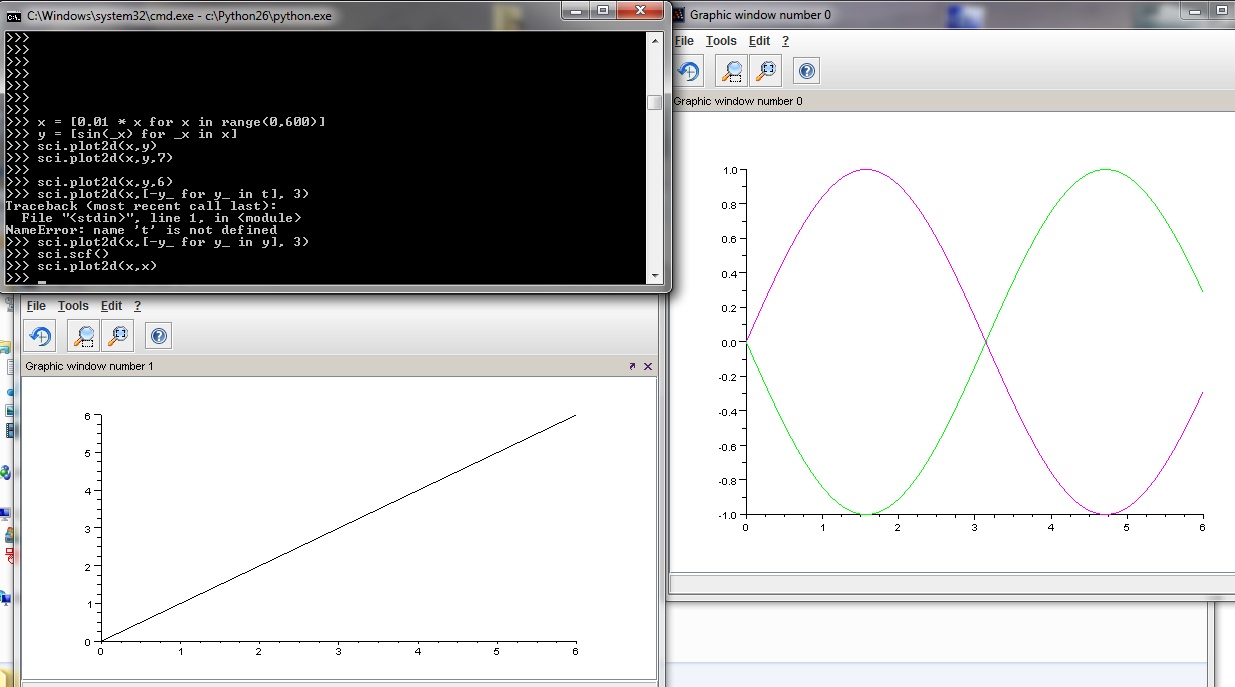 C:\Windows\system32\cmd.exe - c:\Python26\python.exe
>>>
>>>
>>>
>>>
>>>
>>>
>>>
>>> x = [0.01 * x for x in range(0,600)]
>>> y = [sin(_x) for _x in x]
>>> sci.plot2d(x,y)
>>> sci.plot2d(x,y,7)
>>>
>>> sci.plot2d(x,y,6)
>>> sci.plot2d(x,[-y_ for y_ in t], 3)
Traceback (most recent call last):
  File "<stdin>", line 1, in <module>
NameError: name 't' is not defined
>>> sci.plot2d(x,[-y_ for y_ in y], 3)
>>> sci.scf()
>>> sci.plot2d(x,x)
>>> _
Graphic window number 0
File Tools Edit ?
Graphic window number 0
1.0
0.8
0.6
0.4
0.2
0.0
-0.2
-0.4
-0.6
-0.8
-1.0
0 1 2 3 4 5 6
File Tools Edit ?
Graphic window number 1
6
5
4
3
2
1
0
0 1 2 3 4 5 6